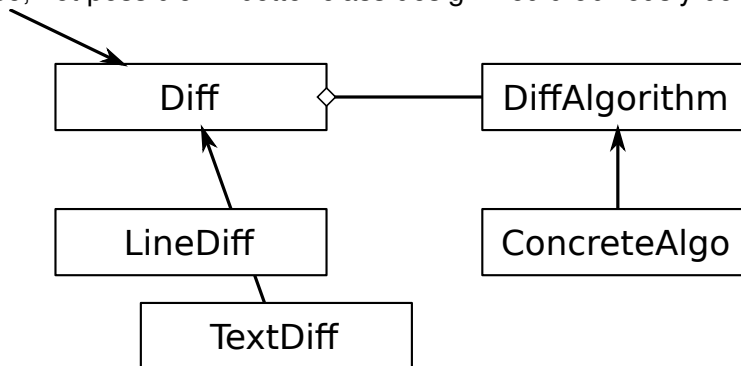 Diff
DiffAlgorithm
LineDiff
ConcreteAlgo
TextDiff